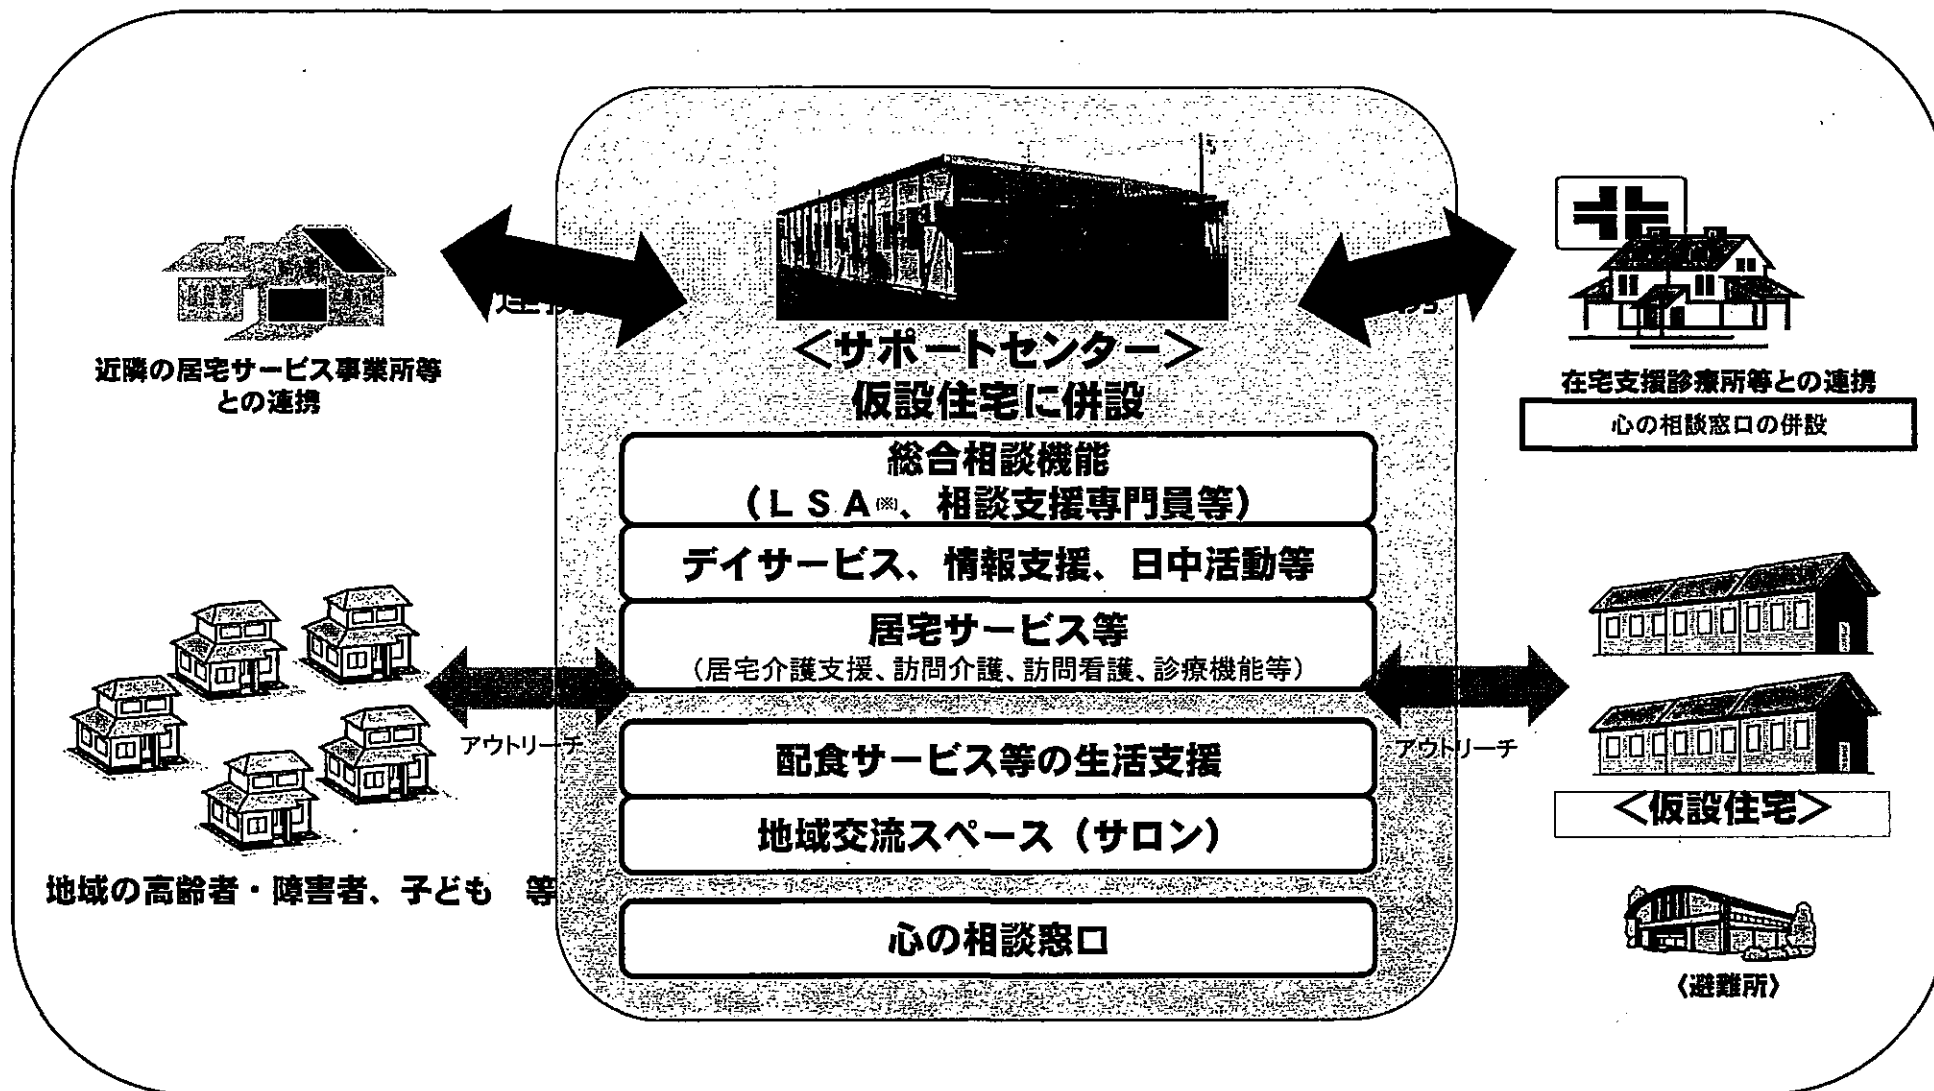 近隣の居宅サービス事業所等
との連携
地域の高齢者・障害者、子ども 等
アウトリーチ
<サポートセンター>
仮設住宅に併設
総合相談機能
(LSA(※)、相談支援専門員等)
デイサービス、情報支援、日中活動等
居宅サービス等
(居宅介護支援、訪問介護、訪問看護、診療機能等)
配食サービス等の生活支援
地域交流スペース(サロン)
心の相談窓口
アウトリーチ
在宅支援診療所等との連携
心の相談窓口の併設
<仮設住宅>
<避難所>